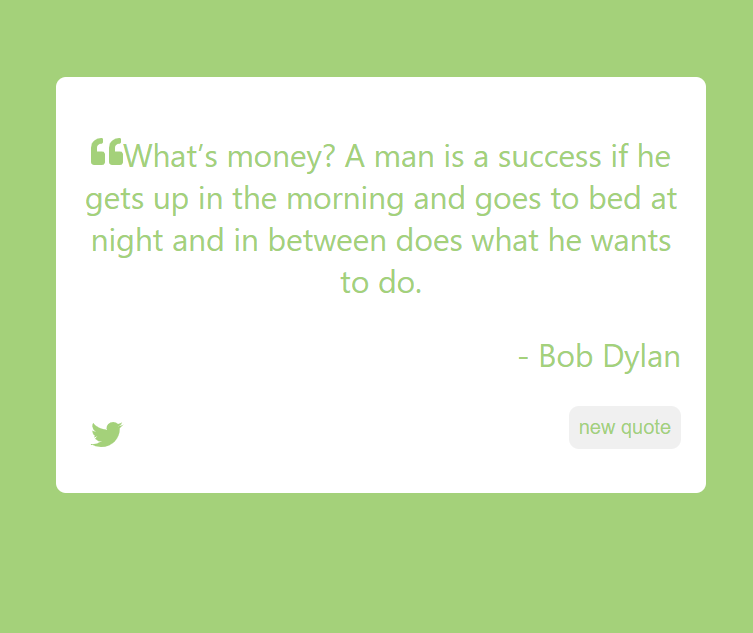 “What’s money? A man is a success if he
gets up in the morning and goes to bed at
night and in between does what he wants
to do.
- Bob Dylan
new quote